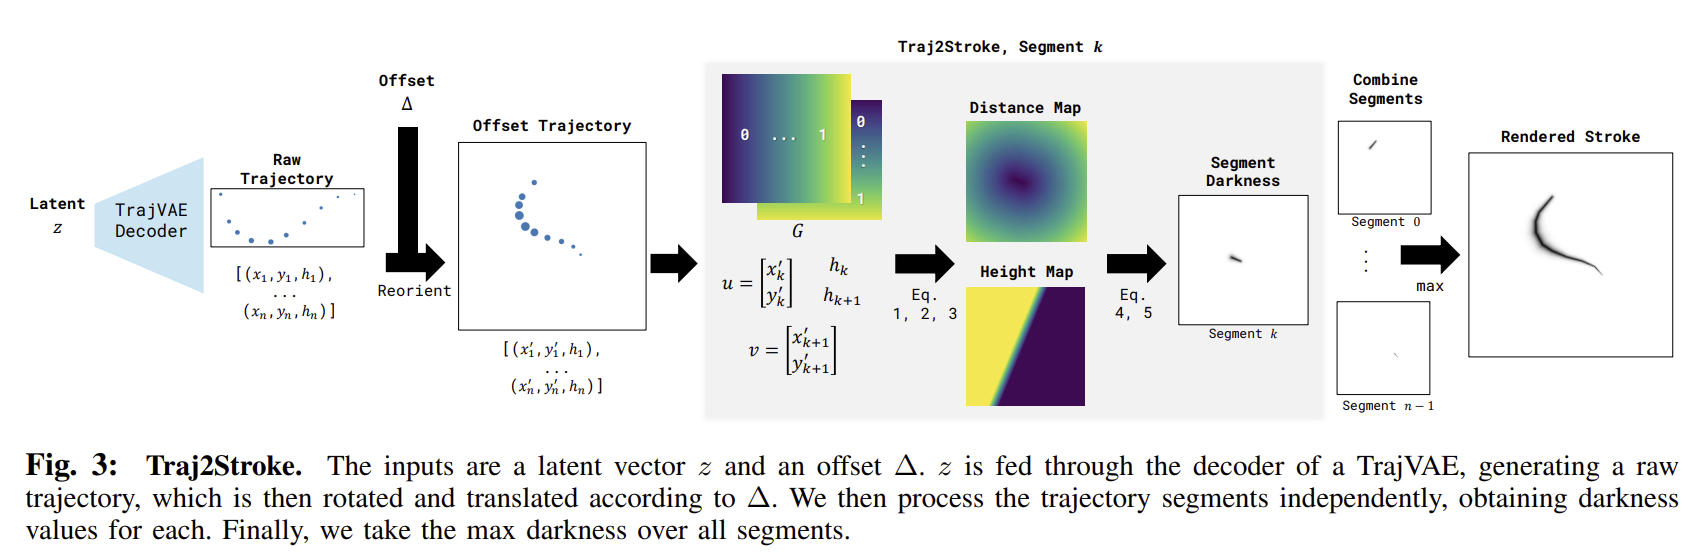 Traj2Stroke, Segment k
Offset
Δ
Combine
Segments
Offset Trajectory
Distance Map
Rendered Stroke
0 ... 1
0
⋮
1
Raw
Trajectory
Segment
Darkness
Latent
z
TrajVAE
Decoder
Segment 0
G
[(x₁, y₁, h₁),
...
(xₙ, yₙ, hₙ)]
Reorient
u = [x′ₖ y′ₖ]
hₖ
hₖ₊₁
Height Map
⋮
max
Eq.
1, 2, 3
Eq.
4, 5
Segment k
v = [x′ₖ₊₁ y′ₖ₊₁]
[(x′₁, y′₁, h₁),
...
(x′ₙ, y′ₙ, hₙ)]
Segment n − 1
Fig. 3: Traj2Stroke. The inputs are a latent vector z and an offset Δ. z is fed through the decoder of a TrajVAE, generating a raw
trajectory, which is then rotated and translated according to Δ. We then process the trajectory segments independently, obtaining darkness
values for each. Finally, we take the max darkness over all segments.